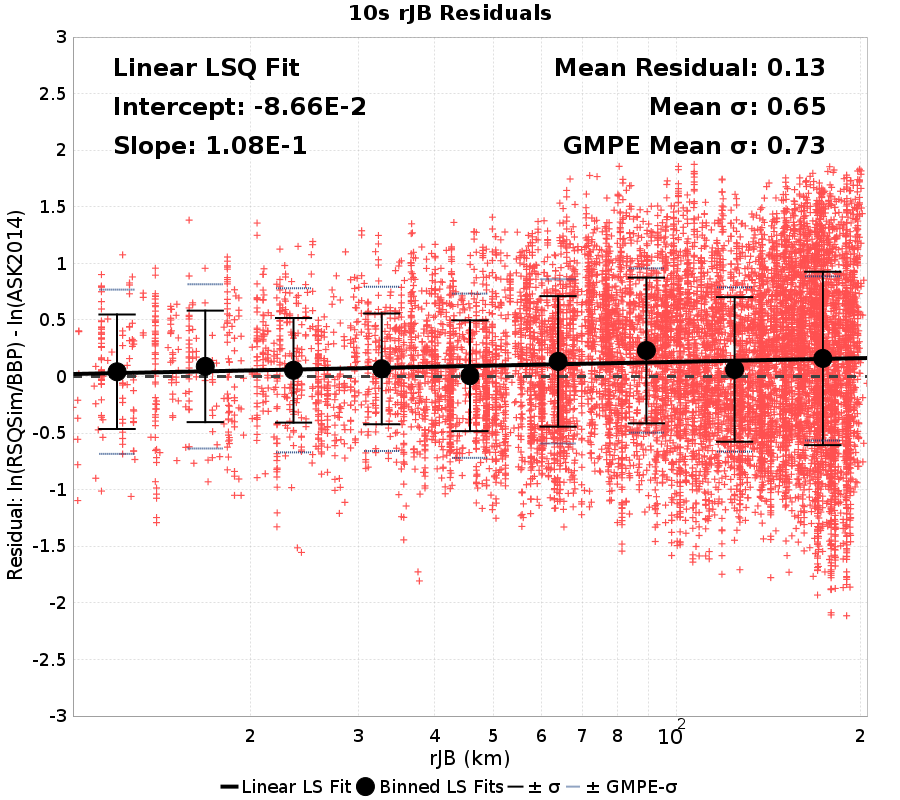 10s rJB Residuals
Linear LSQ Fit
Intercept: -8.66E-2
Slope: 1.08E-1
Mean Residual: 0.13
Mean σ: 0.65
GMPE Mean σ: 0.73
Residual: ln(RSQSim/BBP) - ln(ASK2014)
3
2.5
2
1.5
1
0.5
0
-0.5
-1
-1.5
-2
-2.5
-3
2 3 4 5 6 7 8 10² 2
rJB (km)
Linear LS Fit Binned LS Fits ± σ ± GMPE-σ